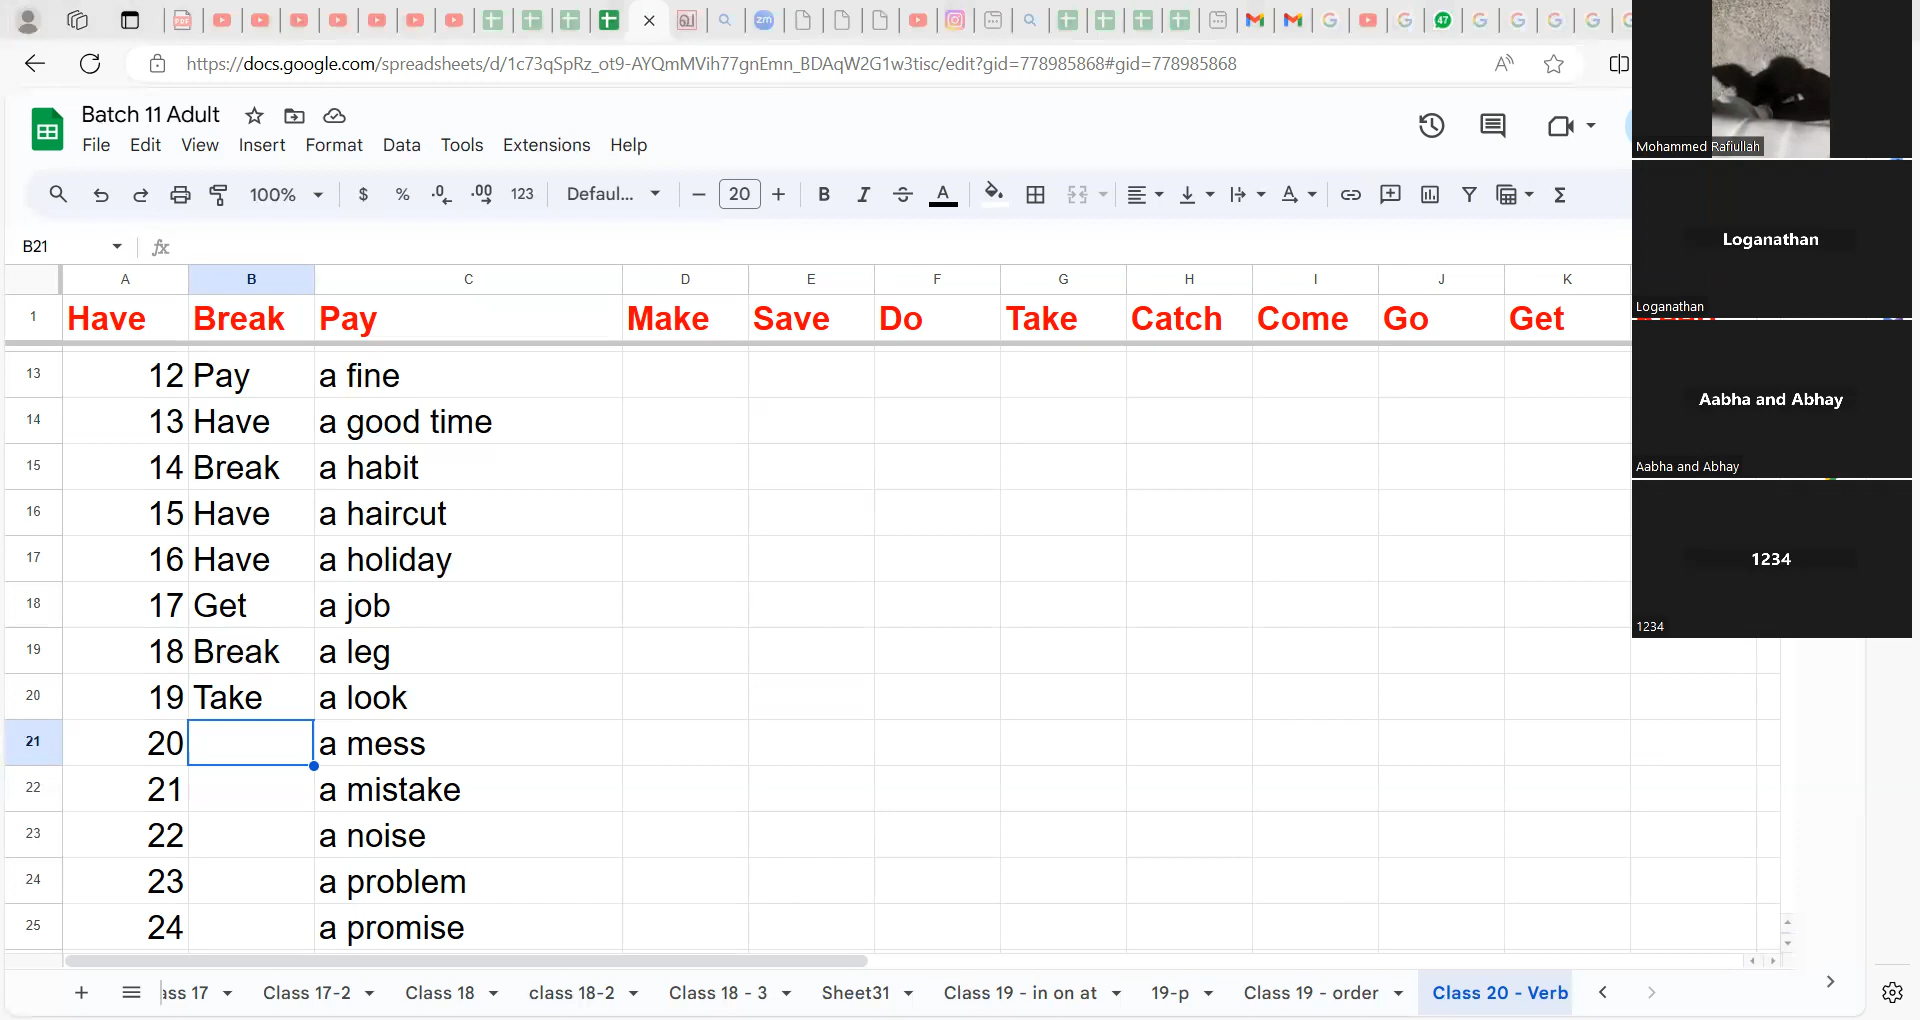 47
https://docs.google.com/spreadsheets/d/1c73qSpRz_ot9-AYQmMVih77gnEmn_BDAqW2G1w3tisc/edit?gid=778985868#gid=778985868
Batch 11 Adult
File Edit View Insert Format Data Tools Extensions Help
100% $ % .0 .00 123 Defaul... 20 B I A
B21 fx
A B C D E F G H I J K
1 Have Break Pay Make Save Do Take Catch Come Go Get
13 12 Pay a fine
14 13 Have a good time
15 14 Break a habit
16 15 Have a haircut
17 16 Have a holiday
18 17 Get a job
19 18 Break a leg
20 19 Take a look
21 20 a mess
22 21 a mistake
23 22 a noise
24 23 a problem
25 24 a promise
ass 17 Class 17-2 Class 18 class 18-2 Class 18 - 3 Sheet31 Class 19 - in on at 19-p Class 19 - order Class 20 - Verb
Mohammed Rafiullah
Loganathan
Loganathan
Aabha and Abhay
Aabha and Abhay
1234
1234